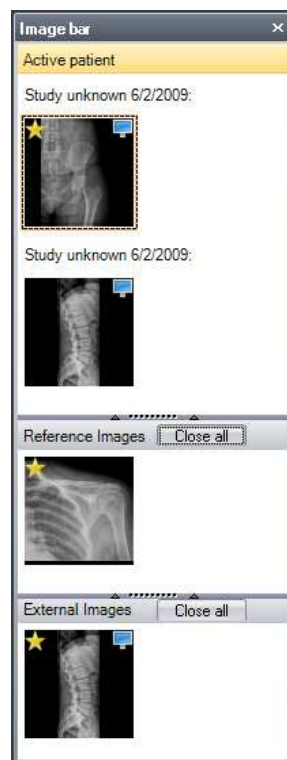 Image bar
Active patient
Study unknown 6/2/2009:
Study unknown 6/2/2009:
Reference Images Close all
External Images Close all